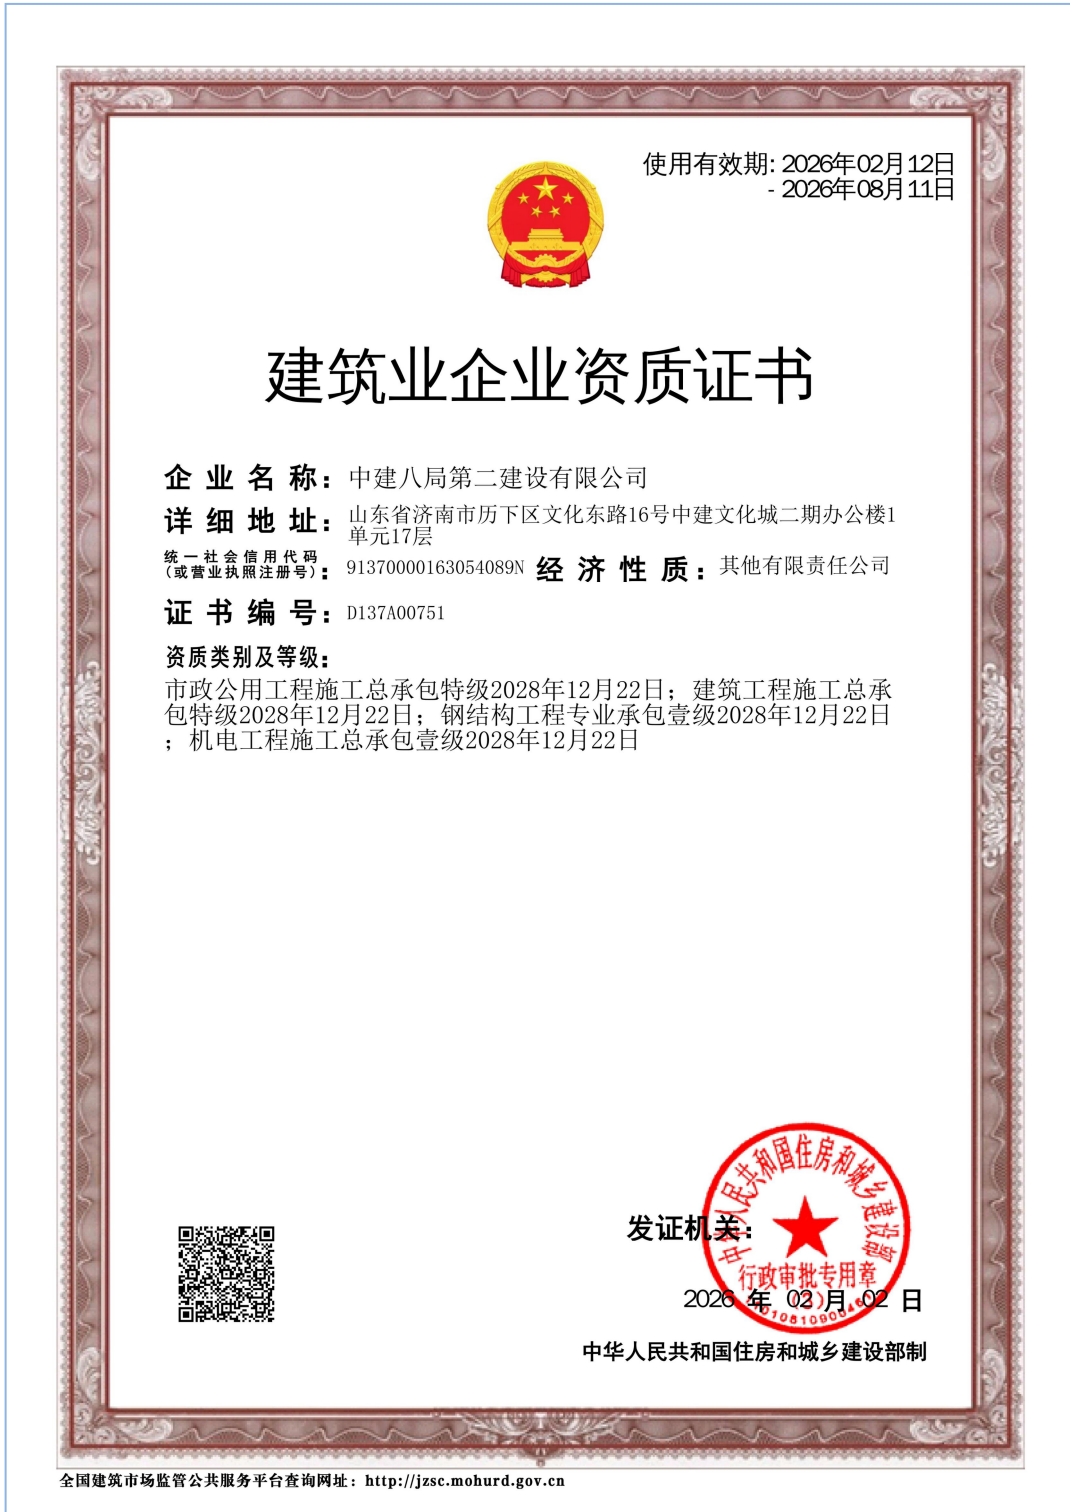 使用有效期: 2026年02月12日
- 2026年08月11日
建筑业企业资质证书
企业名称：中建八局第二建设有限公司
详细地址：山东省济南市历下区文化东路16号中建文化城二期办公楼1
单元17层
统一社会信用代码
（或营业执照注册号）：91370000163054089N 经济性质：其他有限责任公司
证书编号：D137A00751
资质类别及等级：
市政公用工程施工总承包特级2028年12月22日；建筑工程施工总承
包特级2028年12月22日；钢结构工程专业承包壹级2028年12月22日
；机电工程施工总承包壹级2028年12月22日
中华人民共和国住房和城乡建设部
发证机关：
行政审批专用章
2026 年 月 02 日
中华人民共和国住房和城乡建设部制
全国建筑市场监管公共服务平台查询网址：http://jzsc.mohurd.gov.cn